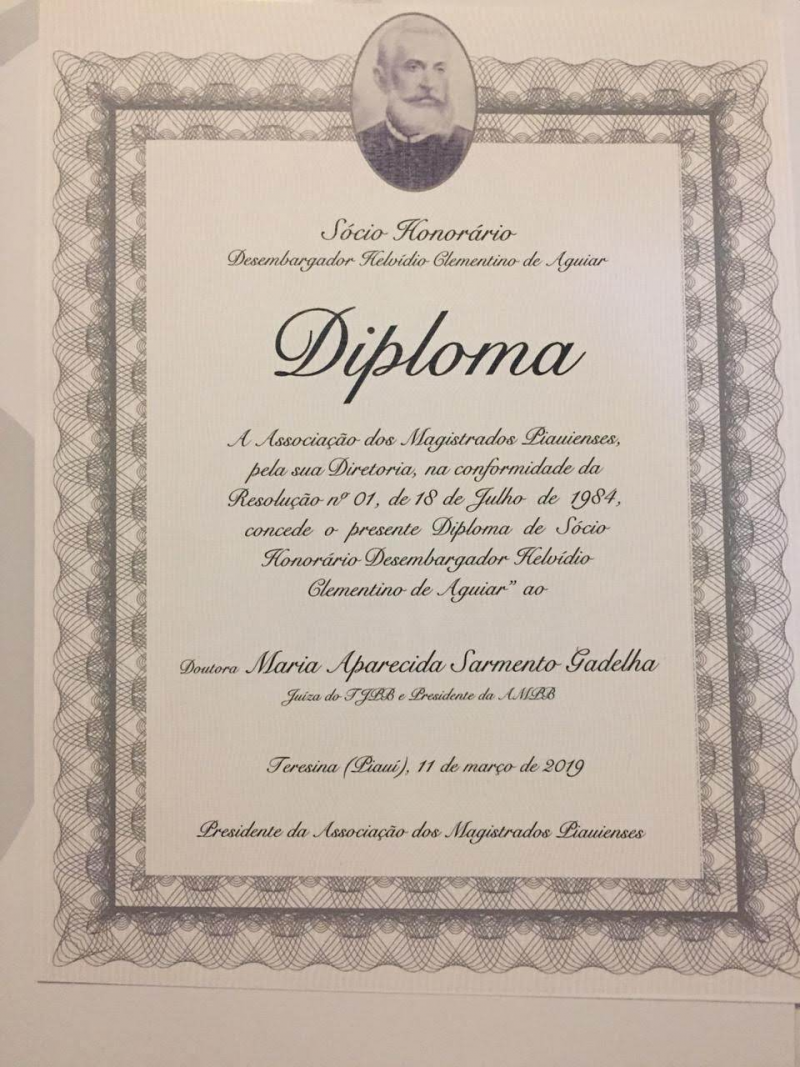 Sócio Honorário
Desembargador Helvídio Clementino de Aguiar
Diploma
A Associação dos Magistrados Piauienses,
pela sua Diretoria, na conformidade da
Resolução nº 01, de 18 de Julho de 1984,
concede o presente Diploma de Sócio
Honorário Desembargador Helvídio
Clementino de Aguiar” ao
Doutora Maria Aparecida Sarmento Gadelha
Juíza do TJPB e Presidente da AMPB
Teresina (Piauí), 11 de março de 2019
Presidente da Associação dos Magistrados Piauienses